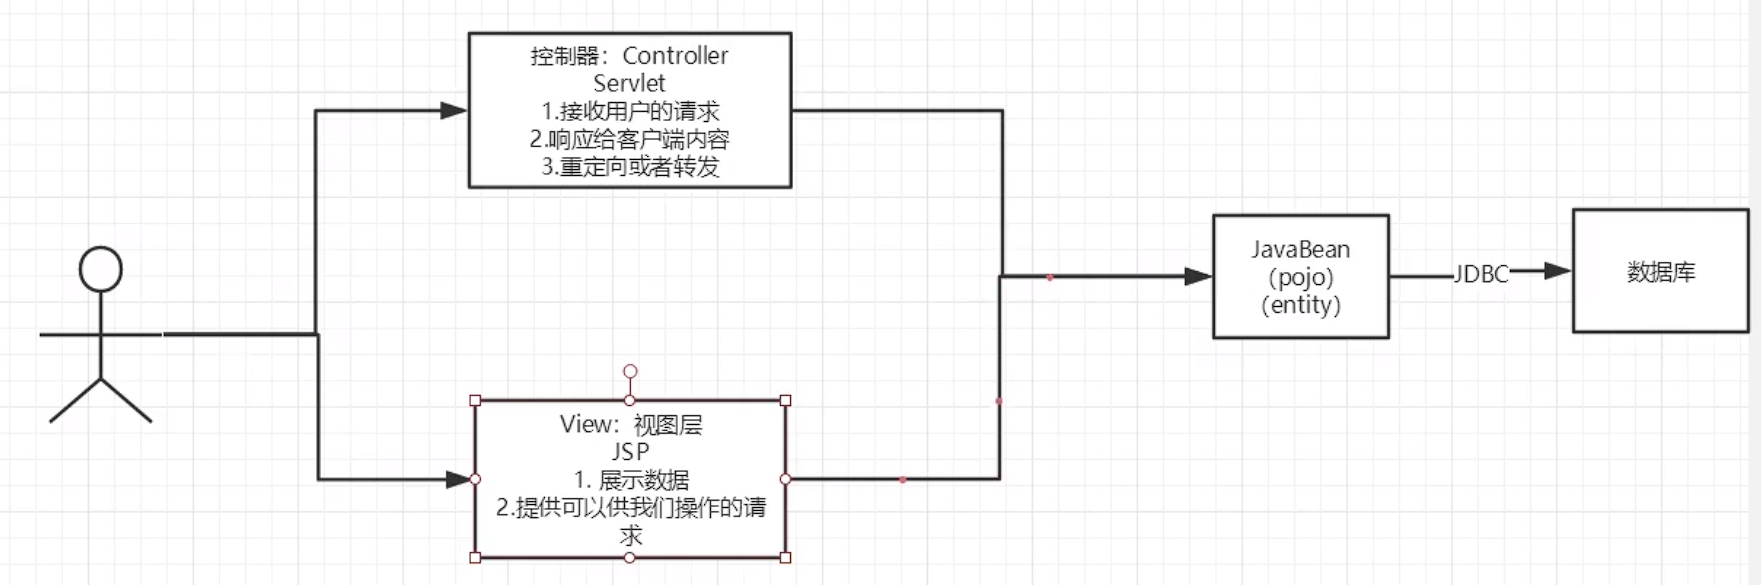 控制器：Controller
Servlet
1.接收用户的请求
2.响应给客户端内容
3.重定向或者转发
View：视图层
JSP
1. 展示数据
2.提供可以供我们操作的请
求
JavaBean
(pojo)
(entity)
JDBC
数据库